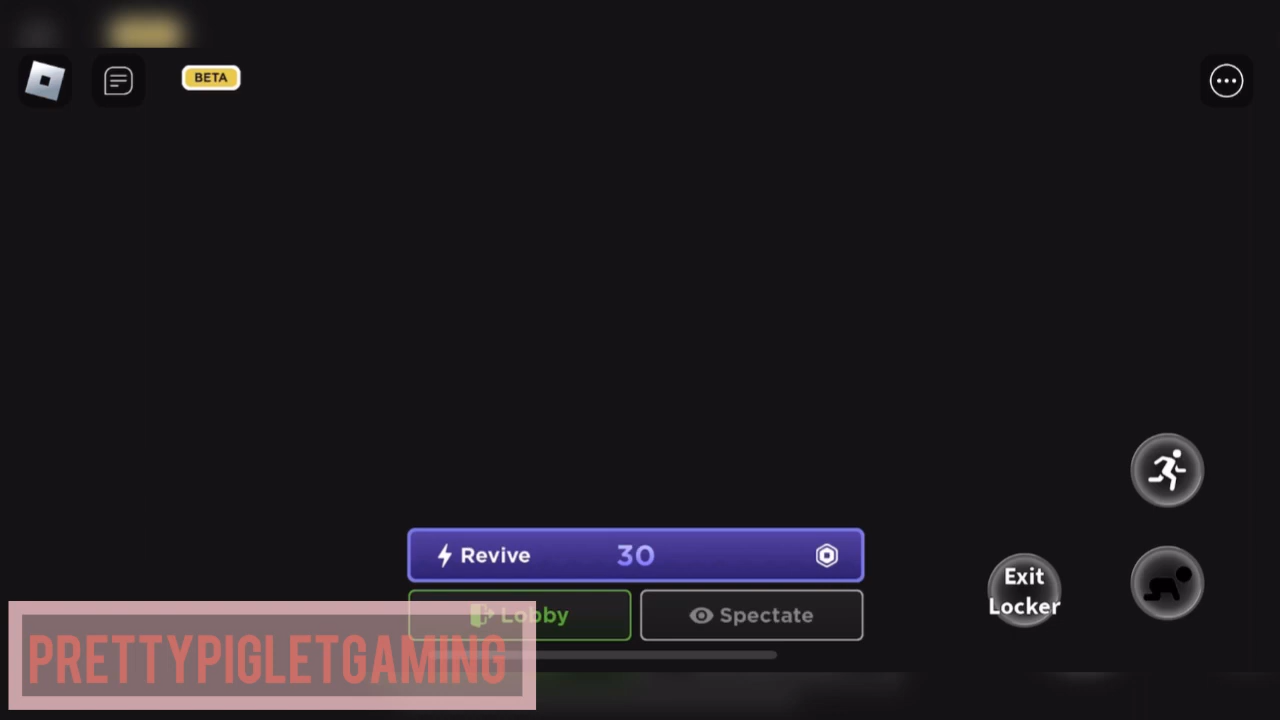 BETA
Revive 30
Lobby Spectate
Exit
Locker
PRETTYPIGLETGAMING